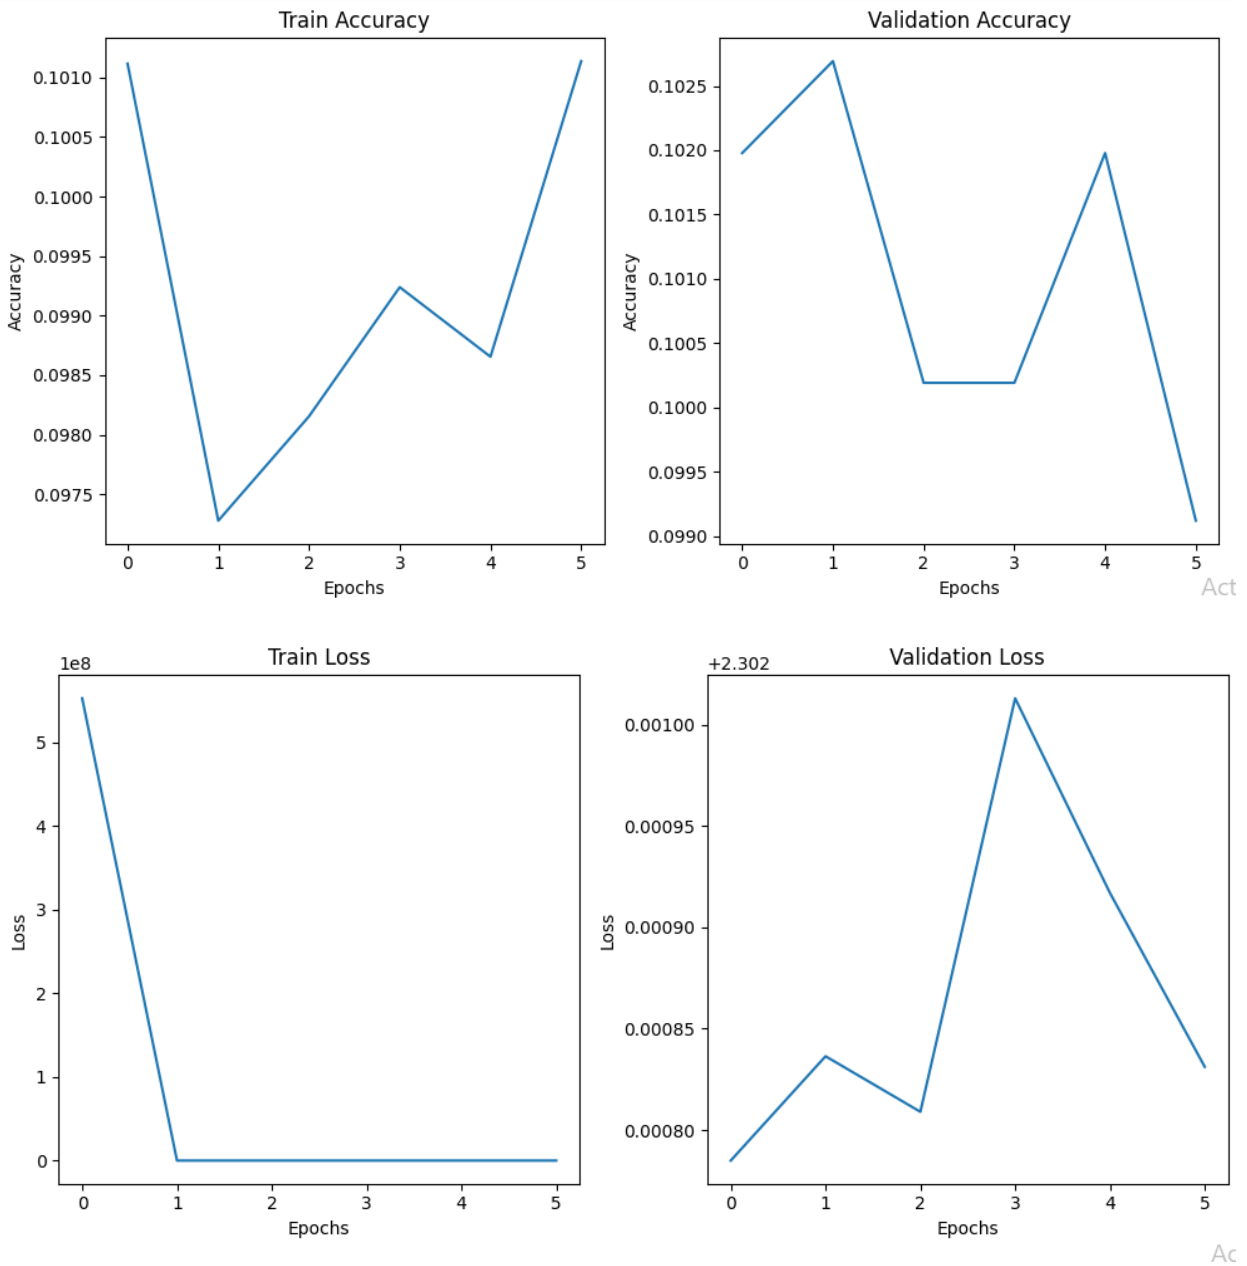 Train Accuracy
Validation Accuracy
0.1010
0.1005
0.1000
0.0995
0.0990
0.0985
0.0980
0.0975
Accuracy
0 1 2 3 4 5
Epochs
0.1025
0.1020
0.1015
0.1010
0.1005
0.1000
0.0995
0.0990
Accuracy
0 1 2 3 4 5
Epochs
Act
Train Loss
1e8
5
4
3
2
1
0
Loss
0 1 2 3 4 5
Epochs
Validation Loss
+2.302
0.00100
0.00095
0.00090
0.00085
0.00080
Loss
0 1 2 3 4 5
Epochs
Ac